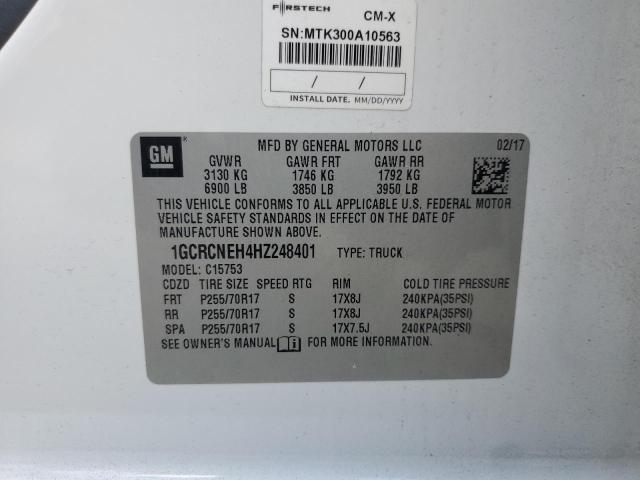 FIRSTECH CM-X
SN:MTK300A10563
/ /
INSTALL DATE. MM/DD/YYYY
GM ® MFD BY GENERAL MOTORS LLC 02/17
GVWR GAWR FRT GAWR RR
3130 KG 1746 KG 1792 KG
6900 LB 3850 LB 3950 LB
THIS VEHICLE CONFORMS TO ALL APPLICABLE U.S. FEDERAL MOTOR
VEHICLE SAFETY STANDARDS IN EFFECT ON THE DATE OF
MANUFACTURE SHOWN ABOVE.
1GCRCNEH4HZ248401 TYPE: TRUCK
MODEL: C15753
CDZD TIRE SIZE SPEED RTG RIM COLD TIRE PRESSURE
FRT P255/70R17 S 17X8J 240KPA(35PSI)
RR P255/70R17 S 17X8J 240KPA(35PSI)
SPA P255/70R17 S 17X7.5J 240KPA(35PSI)
SEE OWNER'S MANUAL i FOR MORE INFORMATION.